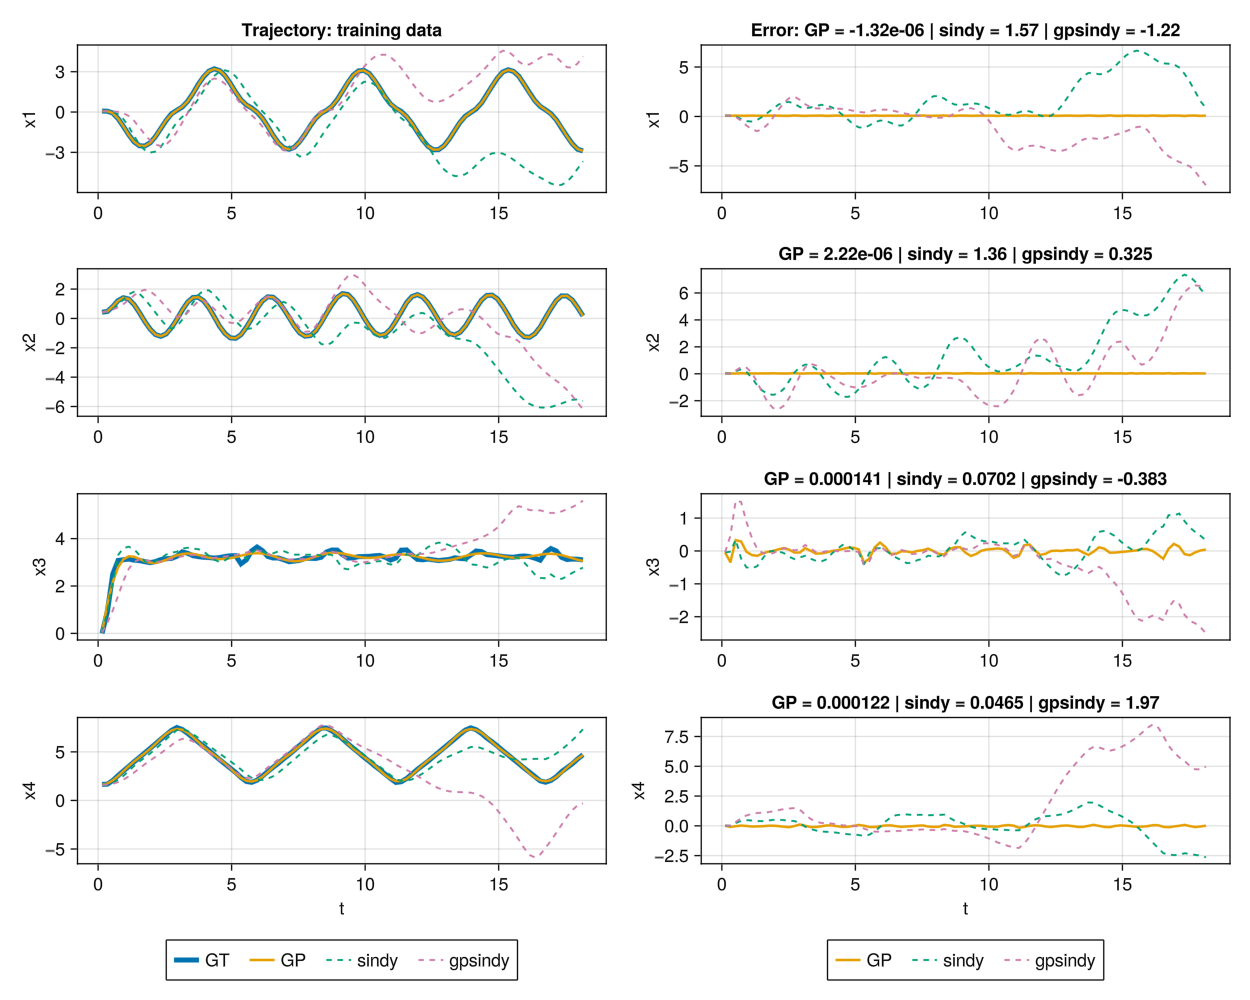 Trajectory: training data
x1
3
0
−3
0 5 10 15
Error: GP = -1.32e-06 | sindy = 1.57 | gpsindy = -1.22
x1
5
0
−5
0 5 10 15
x2
2
0
−2
−4
−6
0 5 10 15
GP = 2.22e-06 | sindy = 1.36 | gpsindy = 0.325
x2
6
4
2
0
−2
0 5 10 15
x3
4
2
0
0 5 10 15
GP = 0.000141 | sindy = 0.0702 | gpsindy = -0.383
x3
1
0
−1
−2
0 5 10 15
x4
5
0
−5
0 5 10 15
t
GP = 0.000122 | sindy = 0.0465 | gpsindy = 1.97
x4
7.5
5.0
2.5
0.0
−2.5
0 5 10 15
t
GT GP sindy gpsindy
GP sindy gpsindy